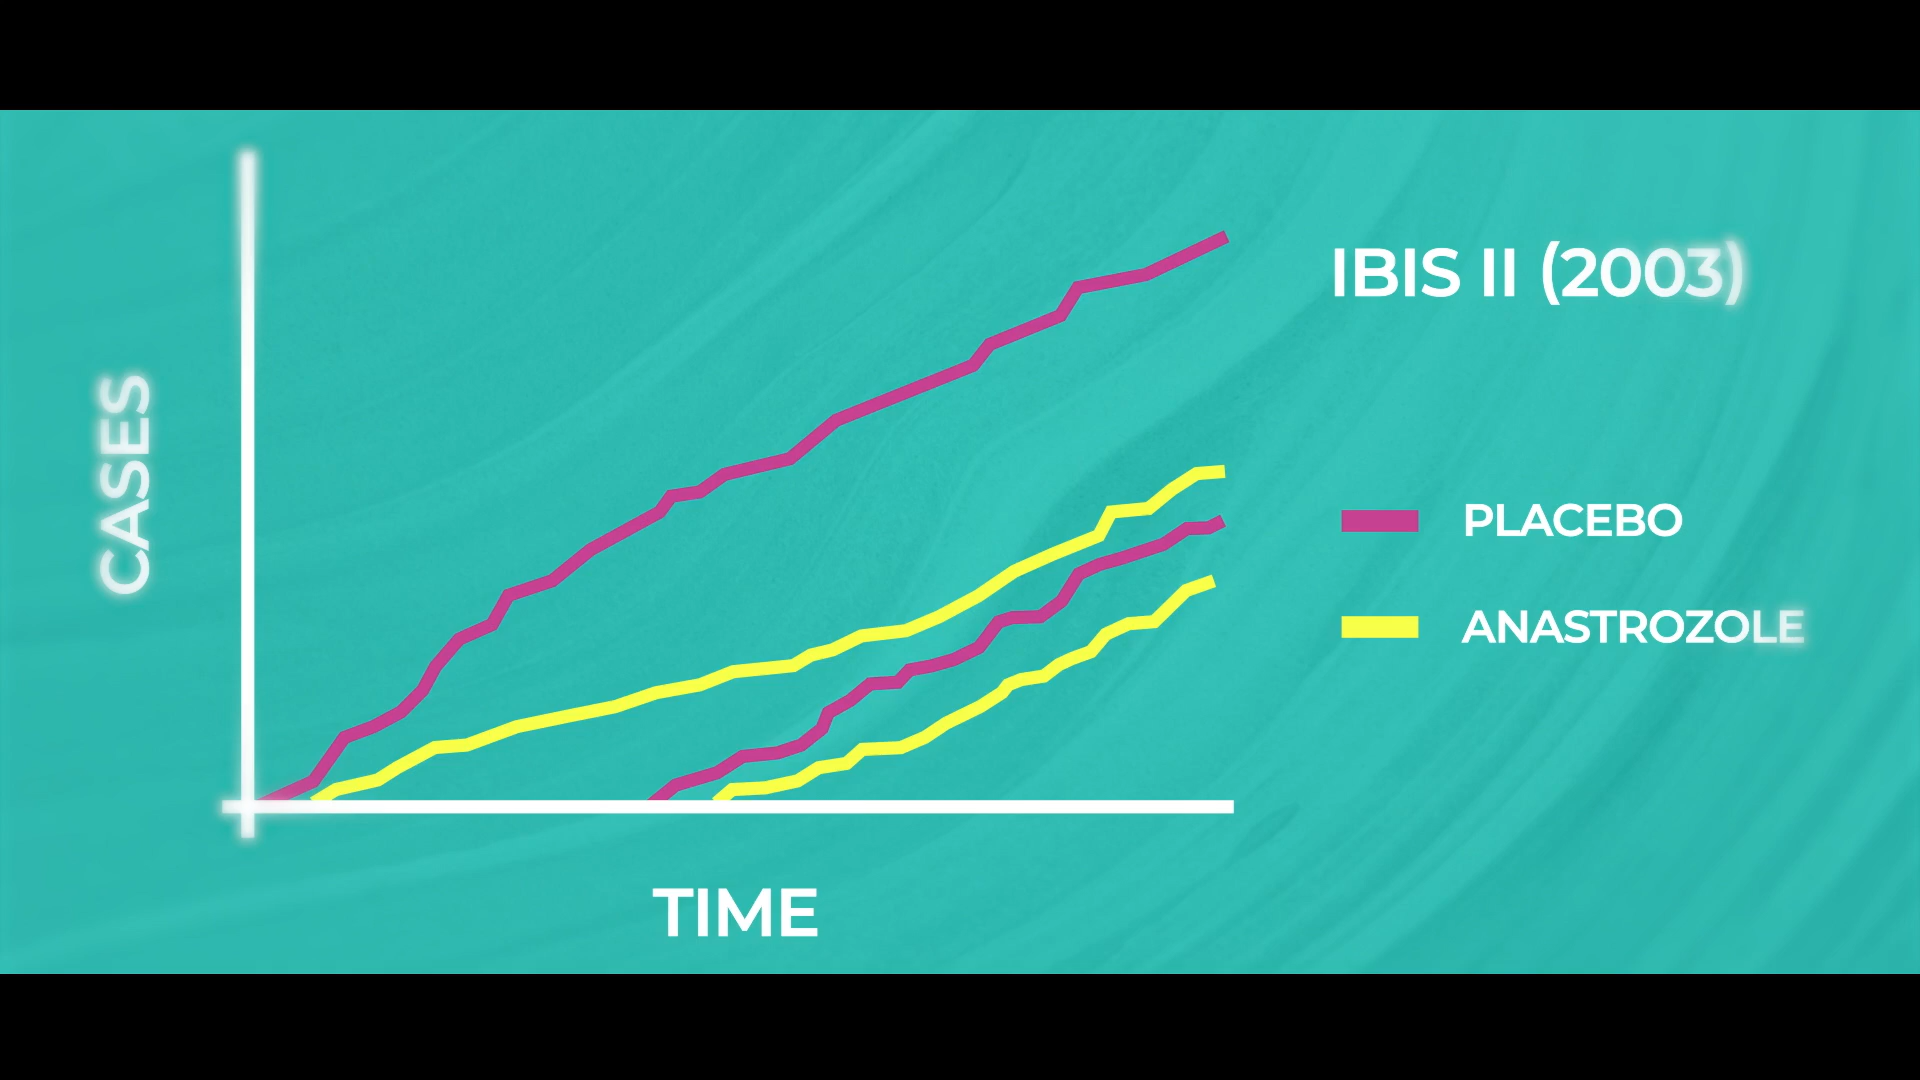 IBIS II (2003)
CASES
PLACEBO
ANASTROZOLE
TIME